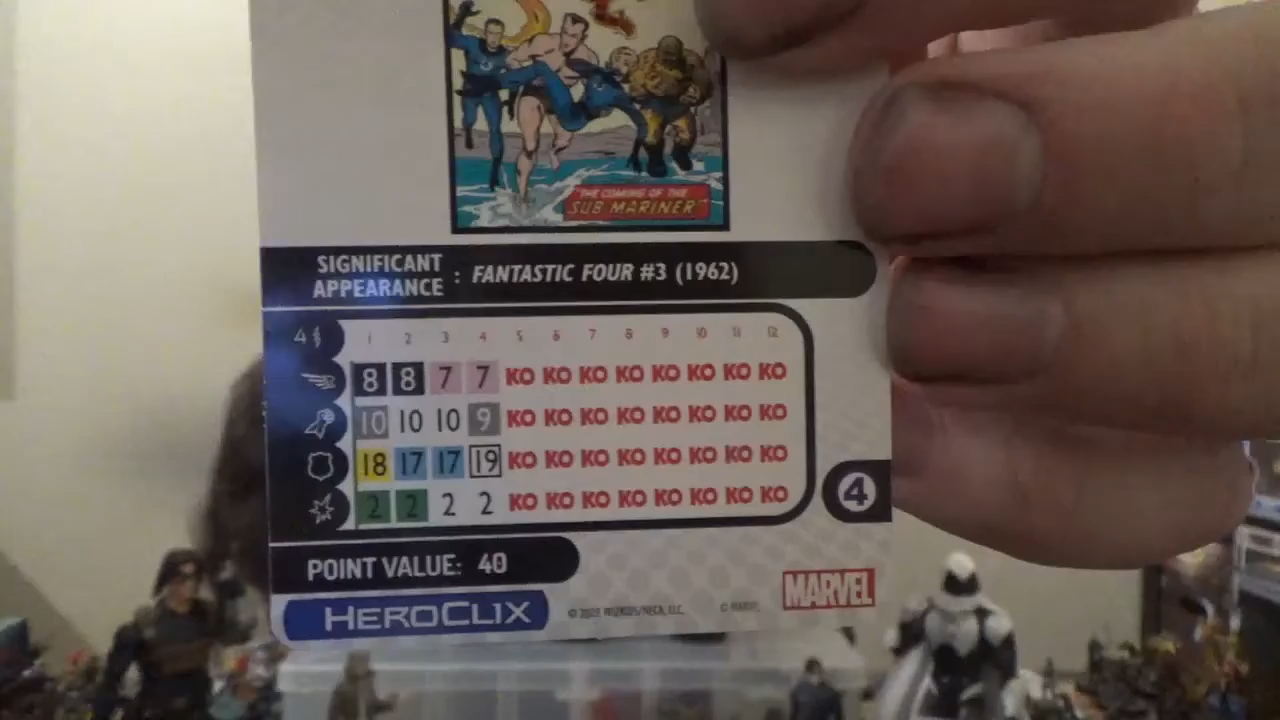 "THE COMING OF THE
SUB MARINER"
SIGNIFICANT
APPEARANCE : FANTASTIC FOUR #3 (1962)
4 1 2 3 4 5 6 7 8 9 10 11 12
8 8 7 7 KO KO KO KO KO KO KO KO
10 10 10 9 KO KO KO KO KO KO KO KO
18 17 17 19 KO KO KO KO KO KO KO KO
2 2 2 2 KO KO KO KO KO KO KO KO
4
POINT VALUE: 40
HEROCLIX
WIZKIDS/NECA, LLC. © MARVEL
MARVEL